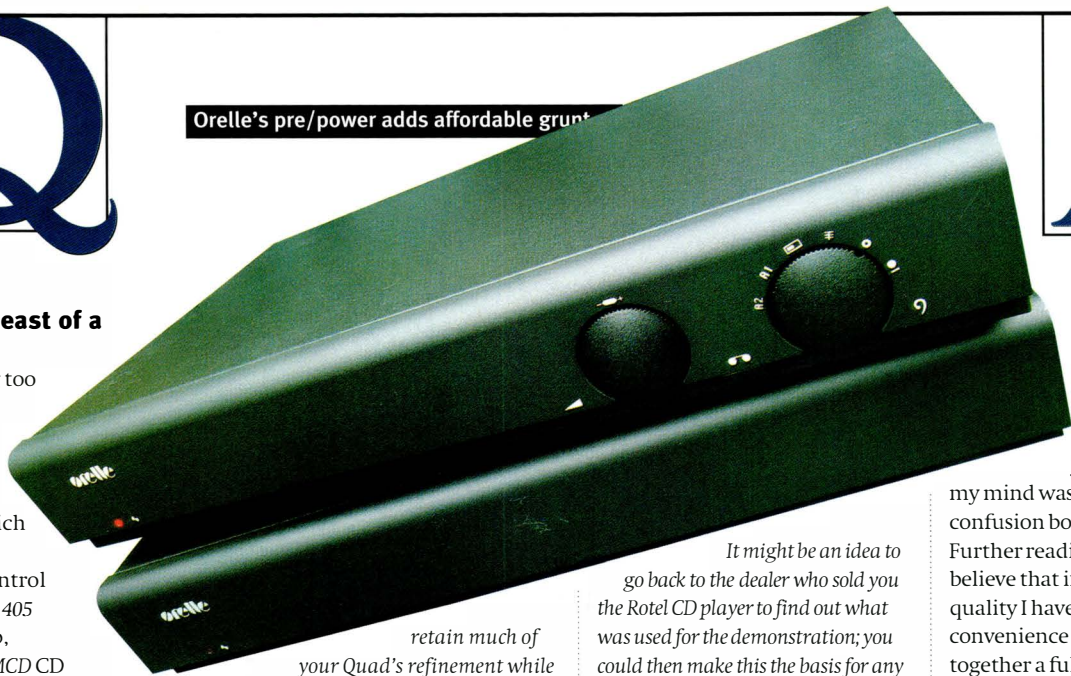 Q
Orelle's pre/power adds affordable grunt
east of a
too
ich
ntrol
405
o,
MCD CD
A2
A1
orelle
orelle
retain much of
your Quad's refinement while
It might be an idea to
go back to the dealer who sold you
the Rotel CD player to find out what
was used for the demonstration; you
could then make this the basis for any
my mind was
confusion bo
Further readi
believe that i
quality I have
convenience
together a ful